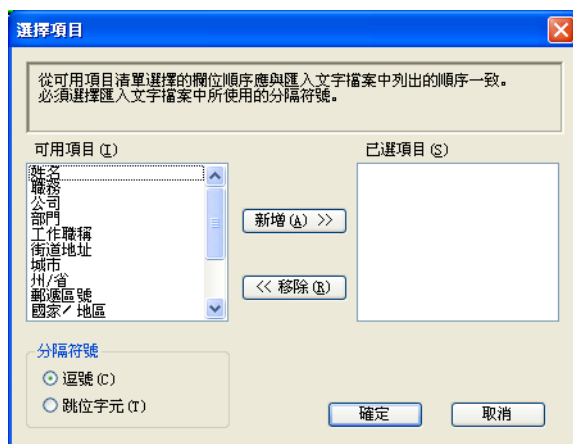 選擇項目
從可用項目清單選擇的欄位順序應與匯入文字檔案中列出的順序一致。
必須選擇匯入文字檔案中所使用的分隔符號。
可用項目(I)
已選項目(S)
姓名
職務
公司
部門
工作職稱
街道地址
城市
州/省
郵遞區號
國家/地區
新增(A) >>
<< 移除(R)
分隔符號
逗號(C)
跳位字元(T)
確定
取消